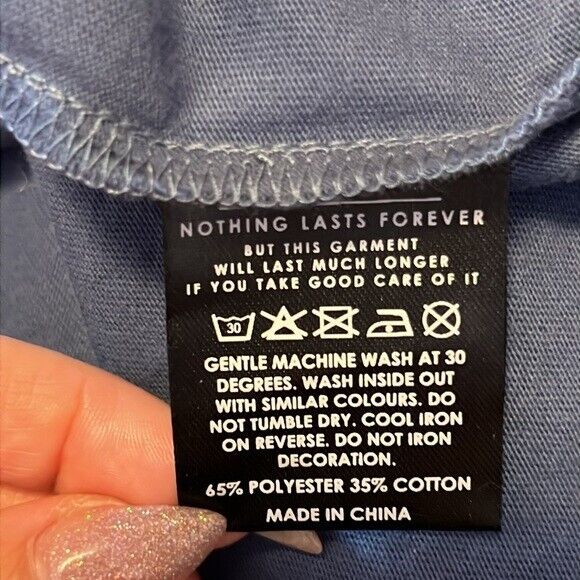 NOTHING LASTS FOREVER
BUT THIS GARMENT
WILL LAST MUCH LONGER
IF YOU TAKE GOOD CARE OF IT
30
GENTLE MACHINE WASH AT 30
DEGREES. WASH INSIDE OUT
WITH SIMILAR COLOURS. DO
NOT TUMBLE DRY. COOL IRON
ON REVERSE. DO NOT IRON
DECORATION.
65% POLYESTER 35% COTTON
MADE IN CHINA